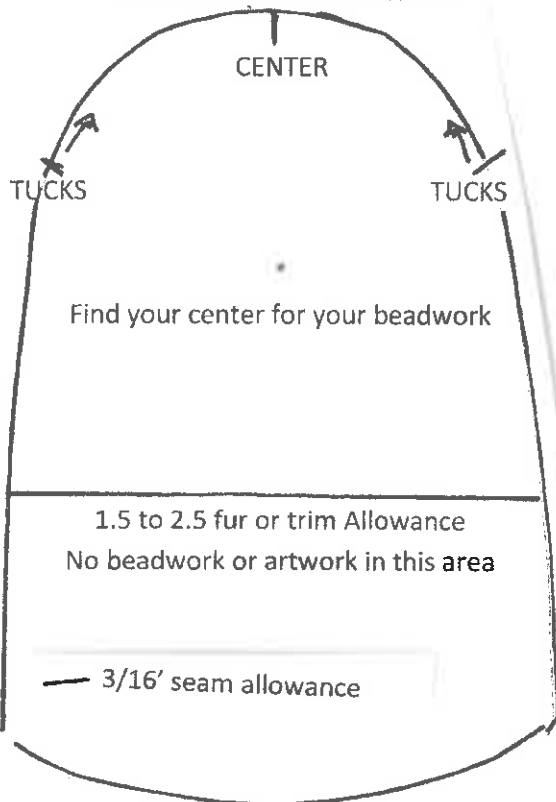 CENTER
TUCKS
TUCKS
Find your center for your beadwork
1.5 to 2.5 fur or trim Allowance
No beadwork or artwork in this area
3/16' seam allowance